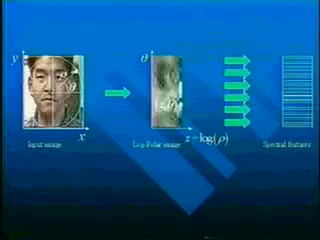 y
θ
x
z = log(ρ)
Input image
Log-Polar image
Spectral features